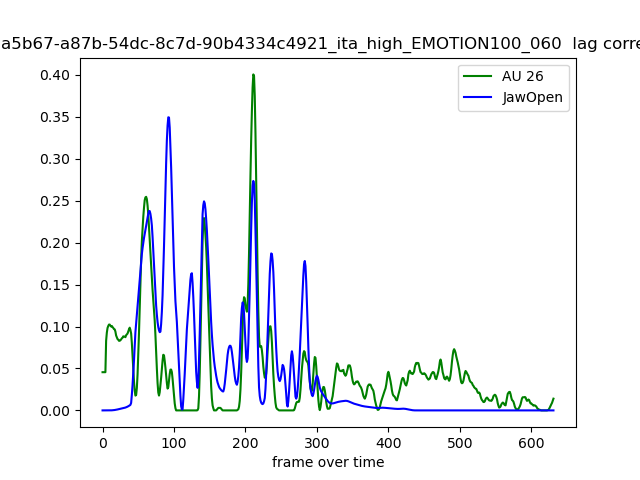 a5b67-a87b-54dc-8c7d-90b4334c4921_ita_high_EMOTION100_060 lag corre
AU 26
JawOpen
0.40
0.35
0.30
0.25
0.20
0.15
0.10
0.05
0.00
0 100 200 300 400 500 600
frame over time